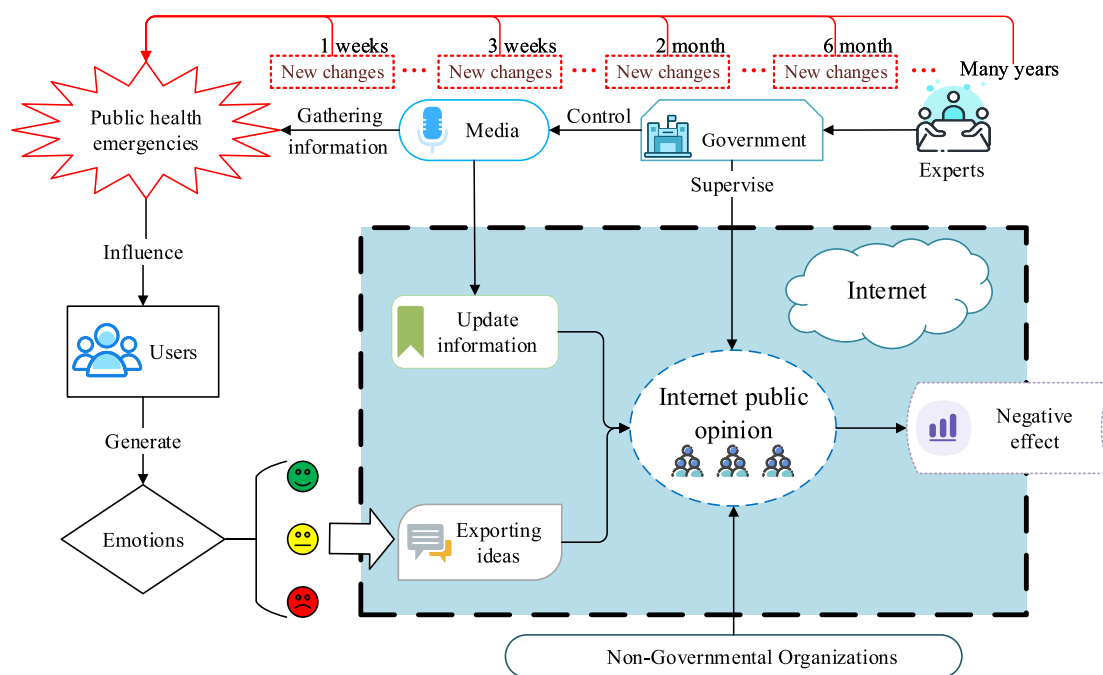 1 weeks
3 weeks
2 month
6 month
Many years
New changes
New changes
New changes
New changes
Public health
emergencies
Gathering
information
Media
Control
Government
Experts
Supervise
Influence
Users
Generate
Emotions
Update
information
Exporting
ideas
Internet
Internet public
opinion
Negative
effect
Non-Governmental Organizations